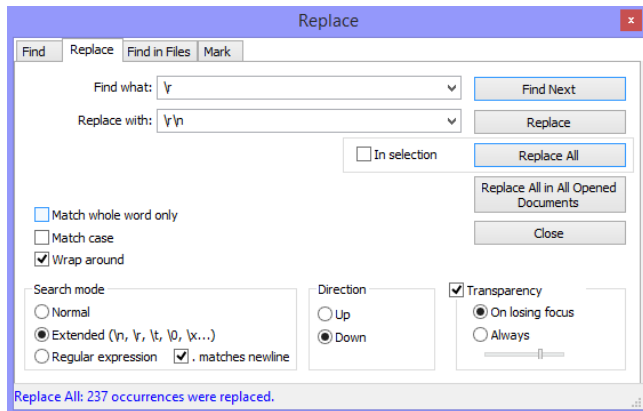 Replace
x
Find Replace Find in Files Mark
Find what: \r Find Next
Replace with: \r\n Replace
In selection Replace All
Replace All in All Opened
Documents
Match whole word only
Match case Close
Wrap around
Search mode Direction Transparency
Normal Up On losing focus
Extended (\n, \r, \t, \0, \x...) Down Always
Regular expression . matches newline
Replace All: 237 occurrences were replaced.